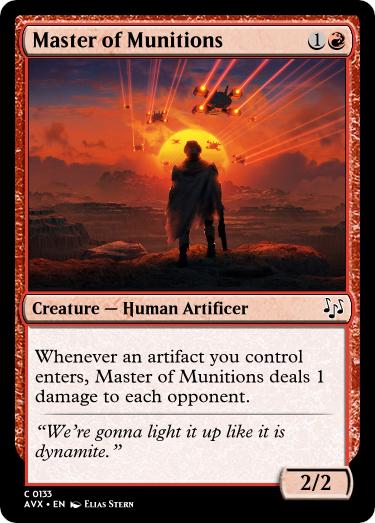 Master of Munitions 1
Creature — Human Artificer
Whenever an artifact you control
enters, Master of Munitions deals 1
damage to each opponent.
“We’re gonna light it up like it is
dynamite.”
2/2
C 0133
AVX • EN Elias Stern